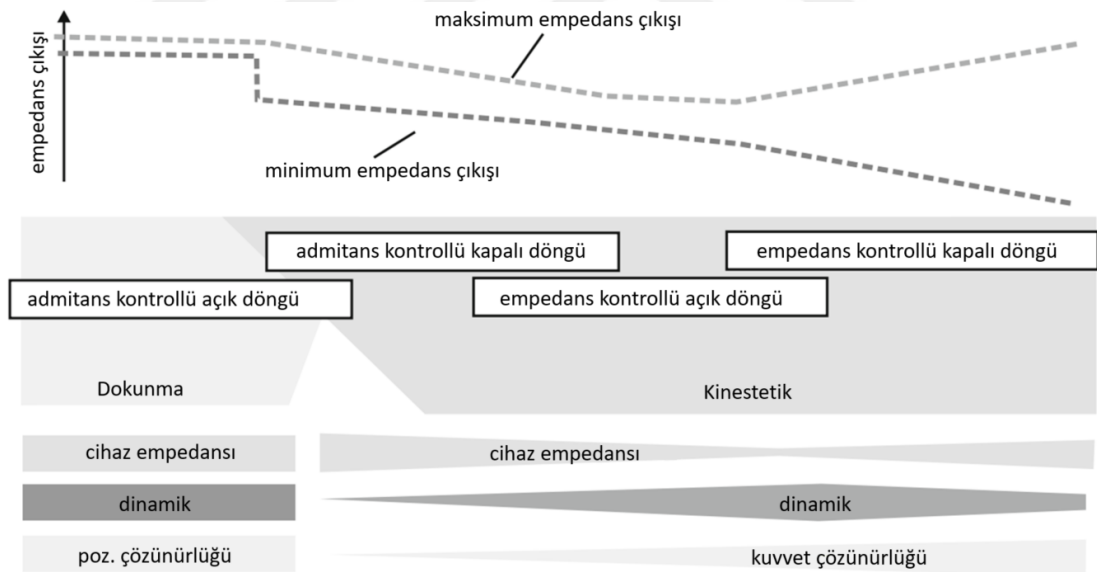 maksimum empedans çıkışı
empedans çıkışı
minimum empedans çıkışı
admitans kontrollü kapalı döngü
empedans kontrollü kapalı döngü
admitans kontrollü açık döngü
empedans kontrollü açık döngü
Dokunma
Kinestetik
cihaz empedansı
cihaz empedansı
dinamik
dinamik
poz. çözünürlüğü
kuvvet çözünürlüğü